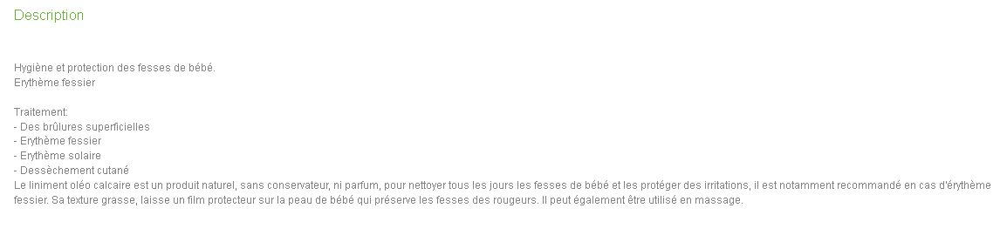 Description
Hygiène et protection des fesses de bébé.
Erythème fessier
Traitement:
- Des brûlures superficielles
- Erythème fessier
- Erythème solaire
- Dessèchement cutané
Le liniment oléo calcaire est un produit naturel, sans conservateur, ni parfum, pour nettoyer tous les jours les fesses de bébé et les protéger des irritations, il est notamment recommandé en cas d'érythème
fessier. Sa texture grasse, laisse un film protecteur sur la peau de bébé qui préserve les fesses des rougeurs. Il peut également être utilisé en massage.